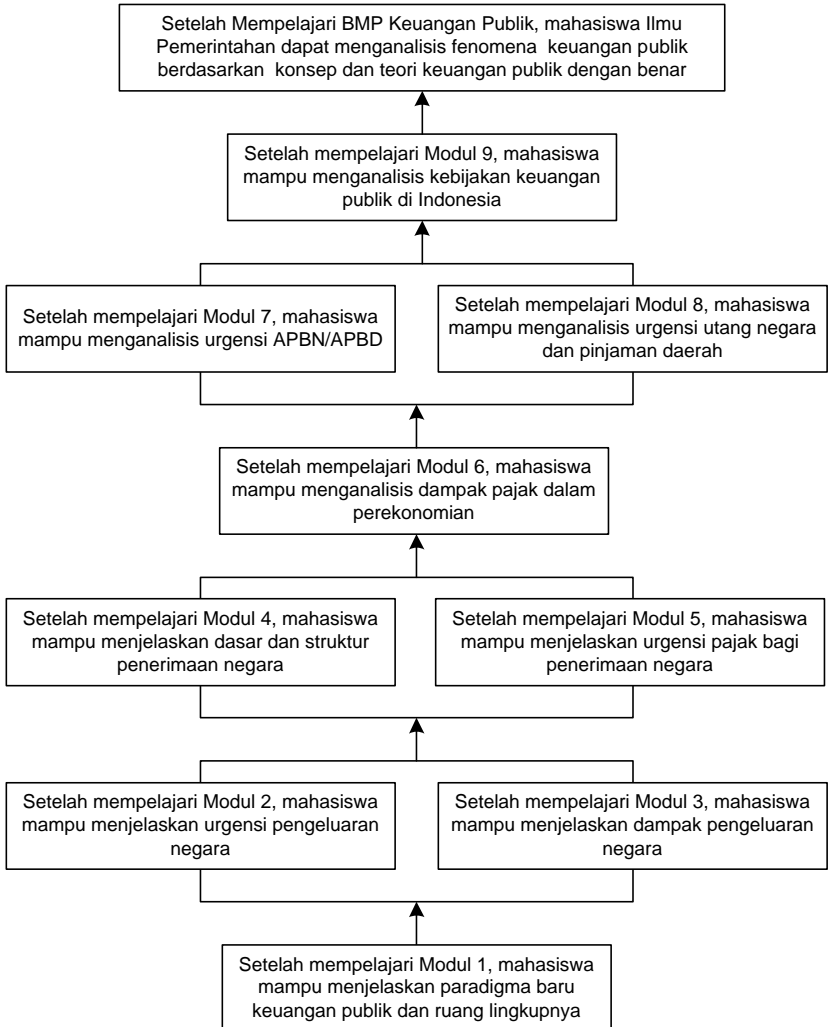 Setelah Mempelajari BMP Keuangan Publik, mahasiswa Ilmu
Pemerintahan dapat menganalisis fenomena keuangan publik
berdasarkan konsep dan teori keuangan publik dengan benar
Setelah mempelajari Modul 9, mahasiswa
mampu menganalisis kebijakan keuangan
publik di Indonesia
Setelah mempelajari Modul 7, mahasiswa
mampu menganalisis urgensi APBN/APBD
Setelah mempelajari Modul 8, mahasiswa
mampu menganalisis urgensi utang negara
dan pinjaman daerah
Setelah mempelajari Modul 6, mahasiswa
mampu menganalisis dampak pajak dalam
perekonomian
Setelah mempelajari Modul 4, mahasiswa
mampu menjelaskan dasar dan struktur
penerimaan negara
Setelah mempelajari Modul 5, mahasiswa
mampu menjelaskan urgensi pajak bagi
penerimaan negara
Setelah mempelajari Modul 2, mahasiswa
mampu menjelaskan urgensi pengeluaran
negara
Setelah mempelajari Modul 3, mahasiswa
mampu menjelaskan dampak pengeluaran
negara
Setelah mempelajari Modul 1, mahasiswa
mampu menjelaskan paradigma baru
keuangan publik dan ruang lingkupnya